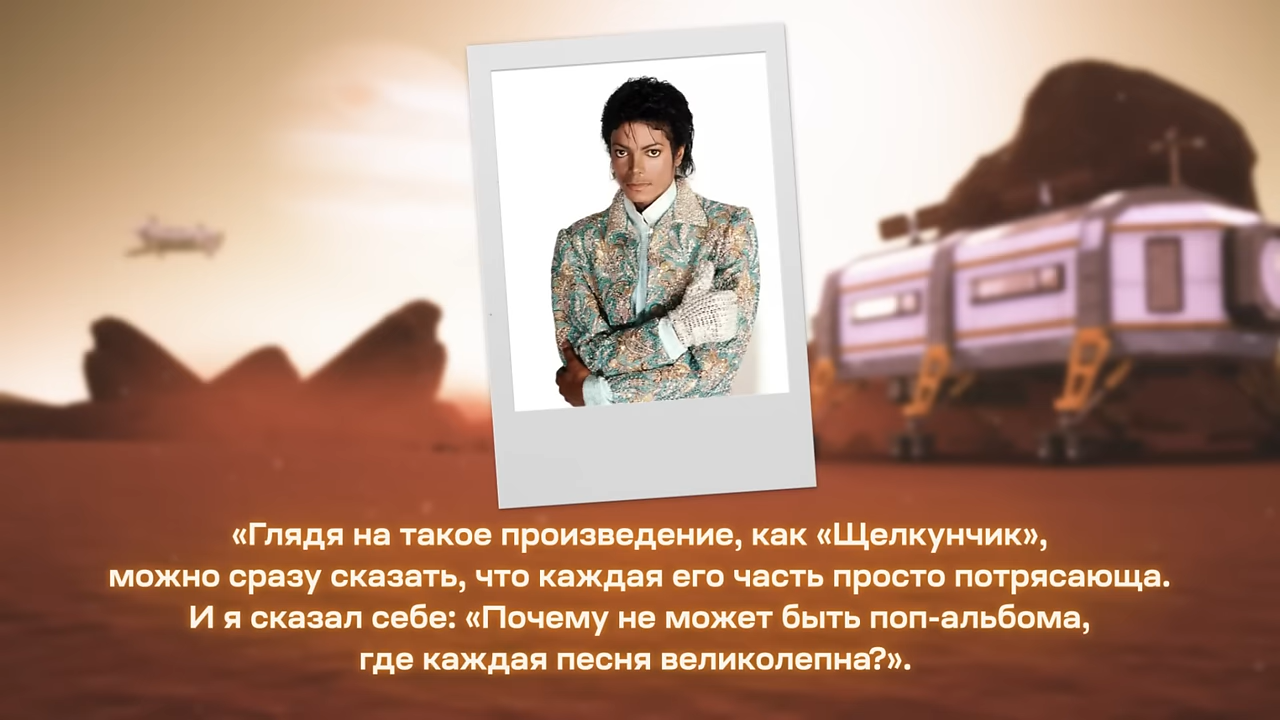 «Глядя на такое произведение, как «Щелкунчик»,
можно сразу сказать, что каждая его часть просто потрясающа.
И я сказал себе: «Почему не может быть поп-альбома,
где каждая песня великолепна?».